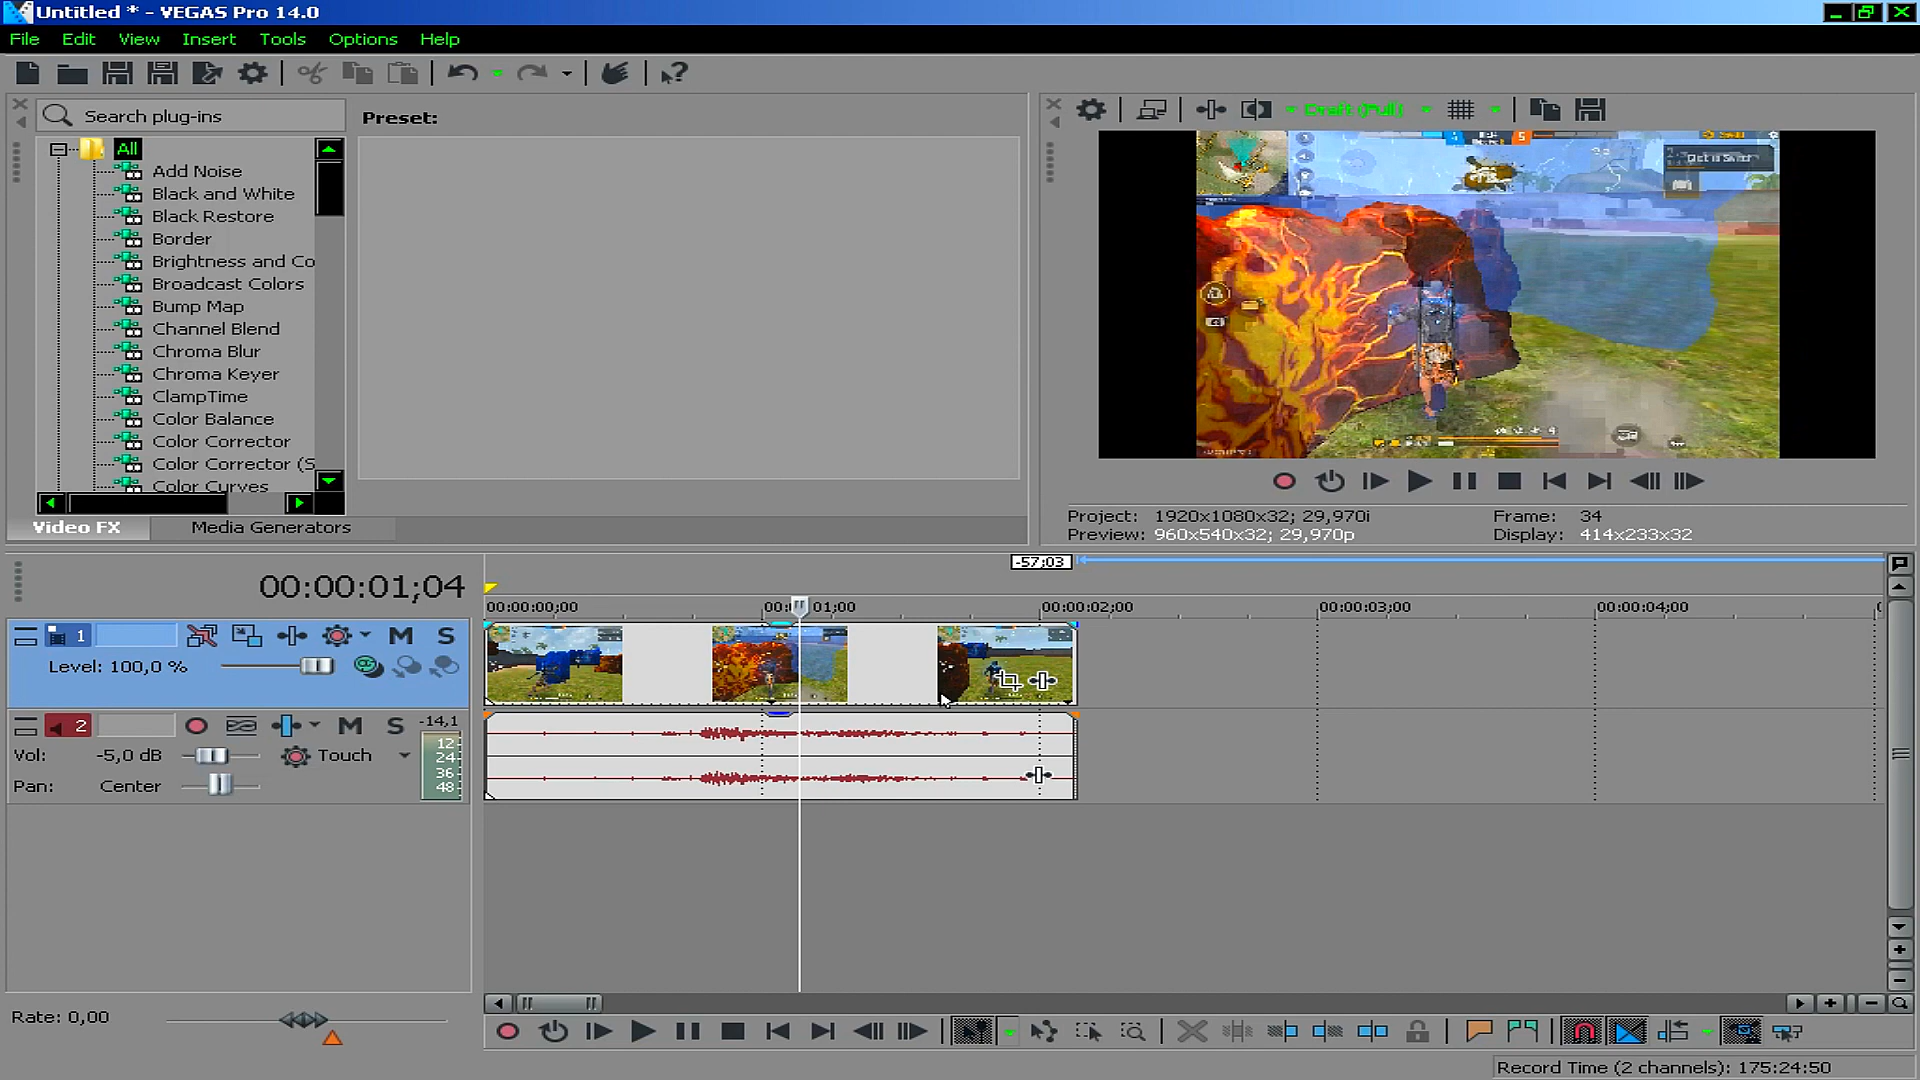 Untitled * - VEGAS Pro 14.0
File Edit View Insert Tools Options Help
Search plug-ins
Preset:
Draft (Full)
All
Add Noise
Black and White
Black Restore
Border
Brightness and Co
Broadcast Colors
Bump Map
Channel Blend
Chroma Blur
Chroma Keyer
ClampTime
Color Balance
Color Corrector
Color Corrector (S
Color Curves
Video FX Media Generators
Project: 1920x1080x32; 29,970i Frame: 34
Preview: 960x540x32; 29,970p Display: 414x233x32
-57;03
00:00:01;04
00:00:00;00 00:0 01;00 00:00:02;00 00:00:03;00 00:00:04;00
1 M S
Level: 100,0 %
2 M S -14,1
Vol: -5,0 dB Touch
Pan: Center
12
24
36
48
Rate: 0,00
Record Time (2 channels): 175:24:50